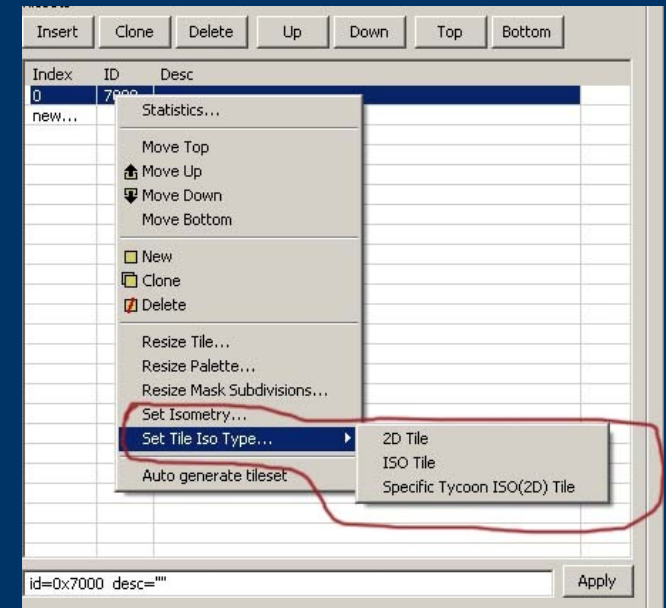 Insert Clone Delete Up Down Top Bottom
Index ID Desc
0
new...
Statistics...
Move Top
Move Up
Move Down
Move Bottom
New
Clone
Delete
Resize Tile...
Resize Palette...
Resize Mask Subdivisions...
Set Isometry...
Set Tile Iso Type...
2D Tile
ISO Tile
Specific Tycoon ISO(2D) Tile
Auto generate tileset
id=0x7000 desc="" Apply